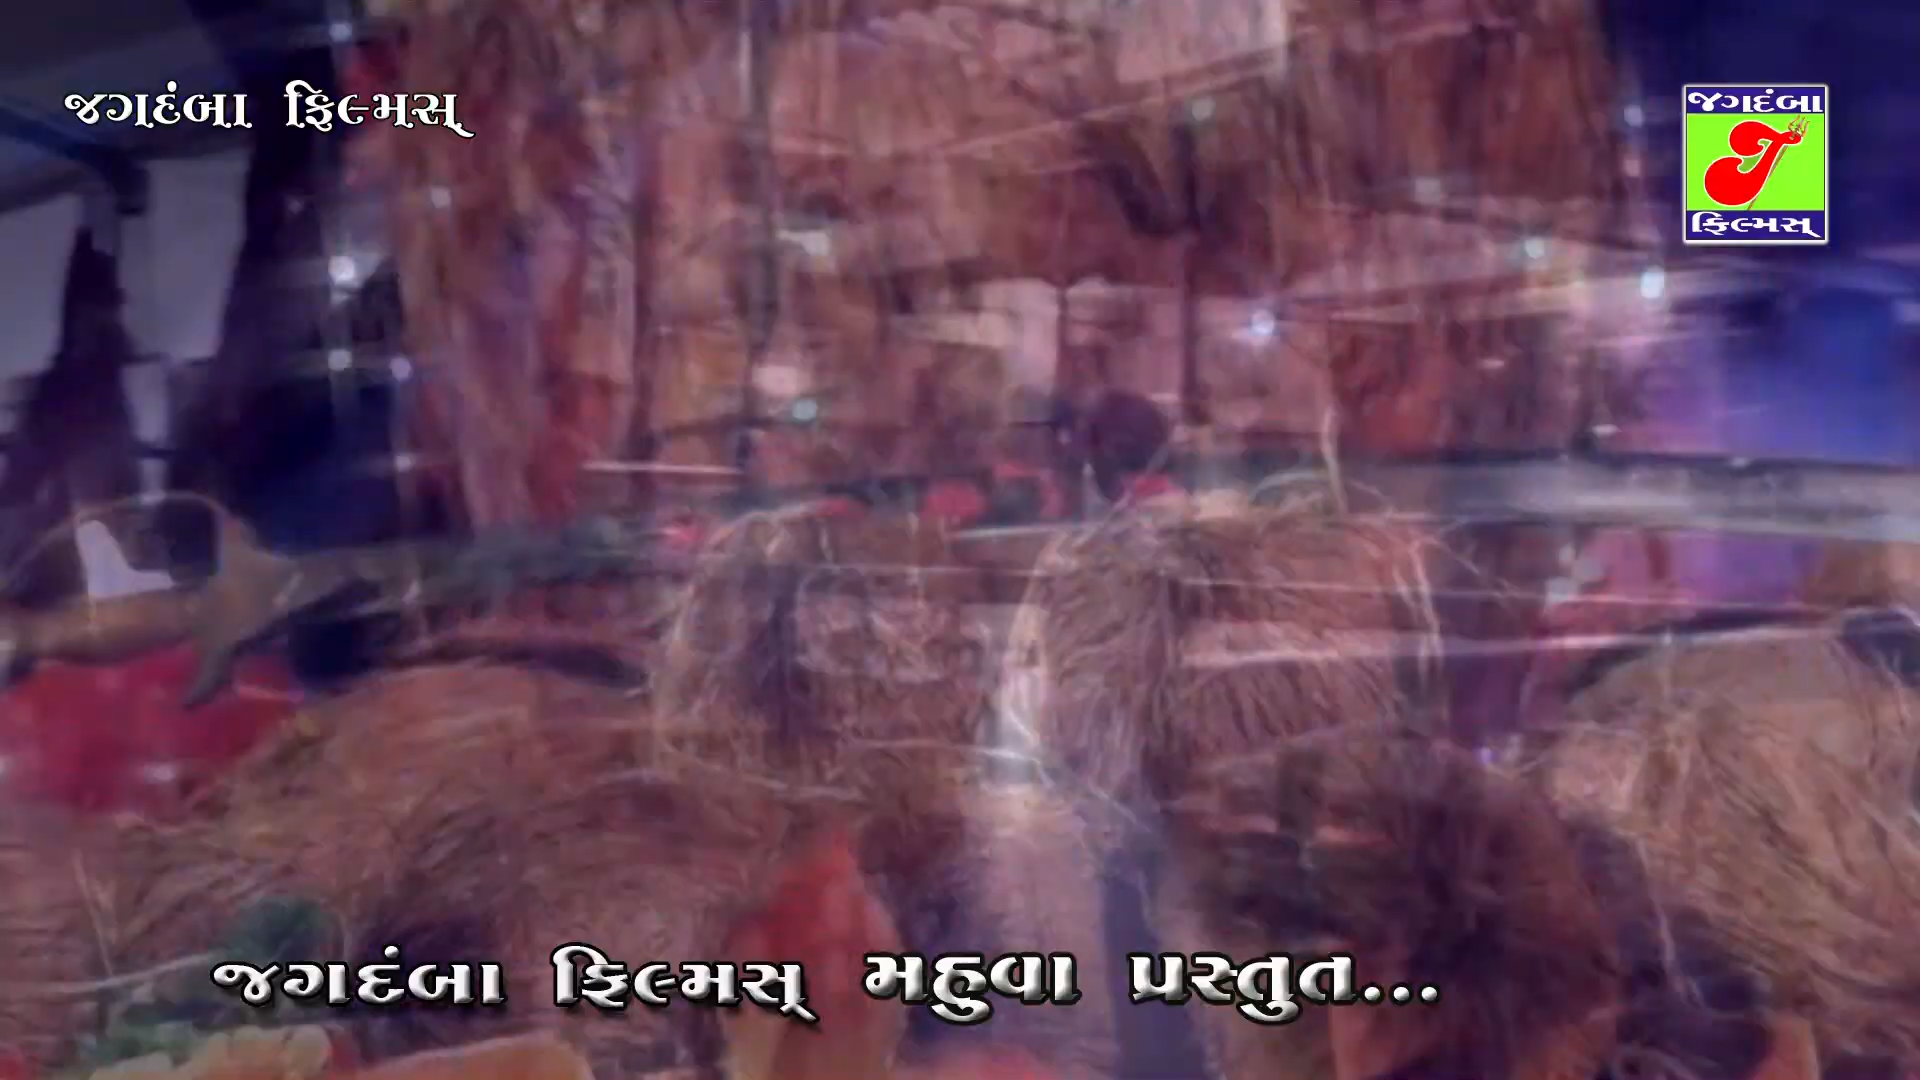 જગદંબા ફિલ્મસ્
જગદંબા
ફિલ્મસ્
જગદંબા ફિલ્મસ્ મહુવા પ્રસ્તુત...